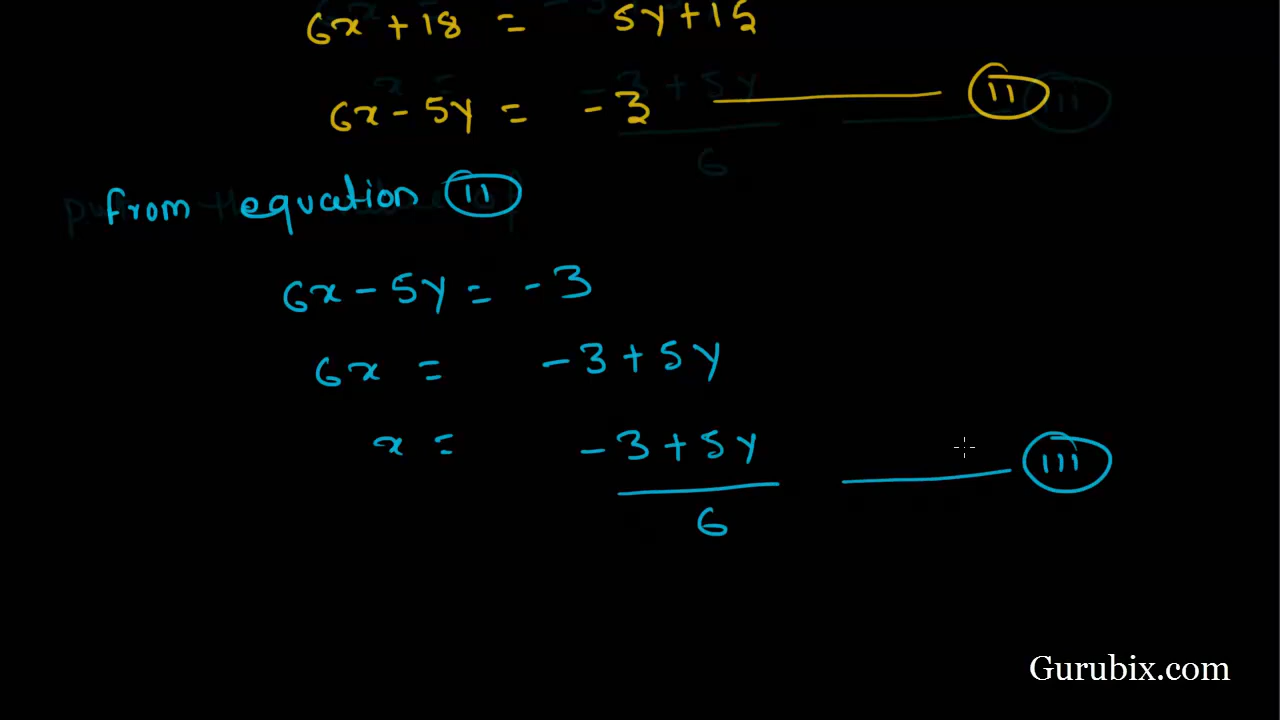 6x + 18 = 5y + 15
6x - 5y = -3 ——— (II)
from equation (II)
6x - 5y = -3
6x = -3 + 5y
x = -3 + 5y ——— (III)
6
Gurubix.com